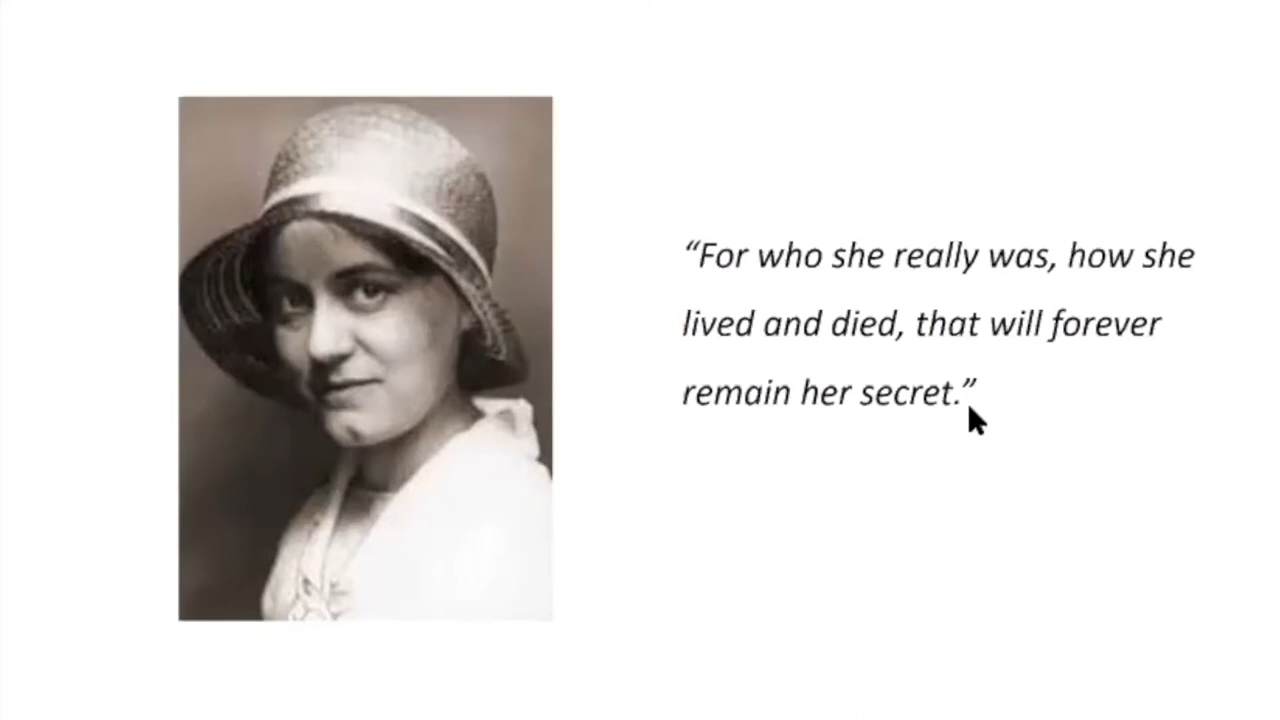 “For who she really was, how she
lived and died, that will forever
remain her secret.”